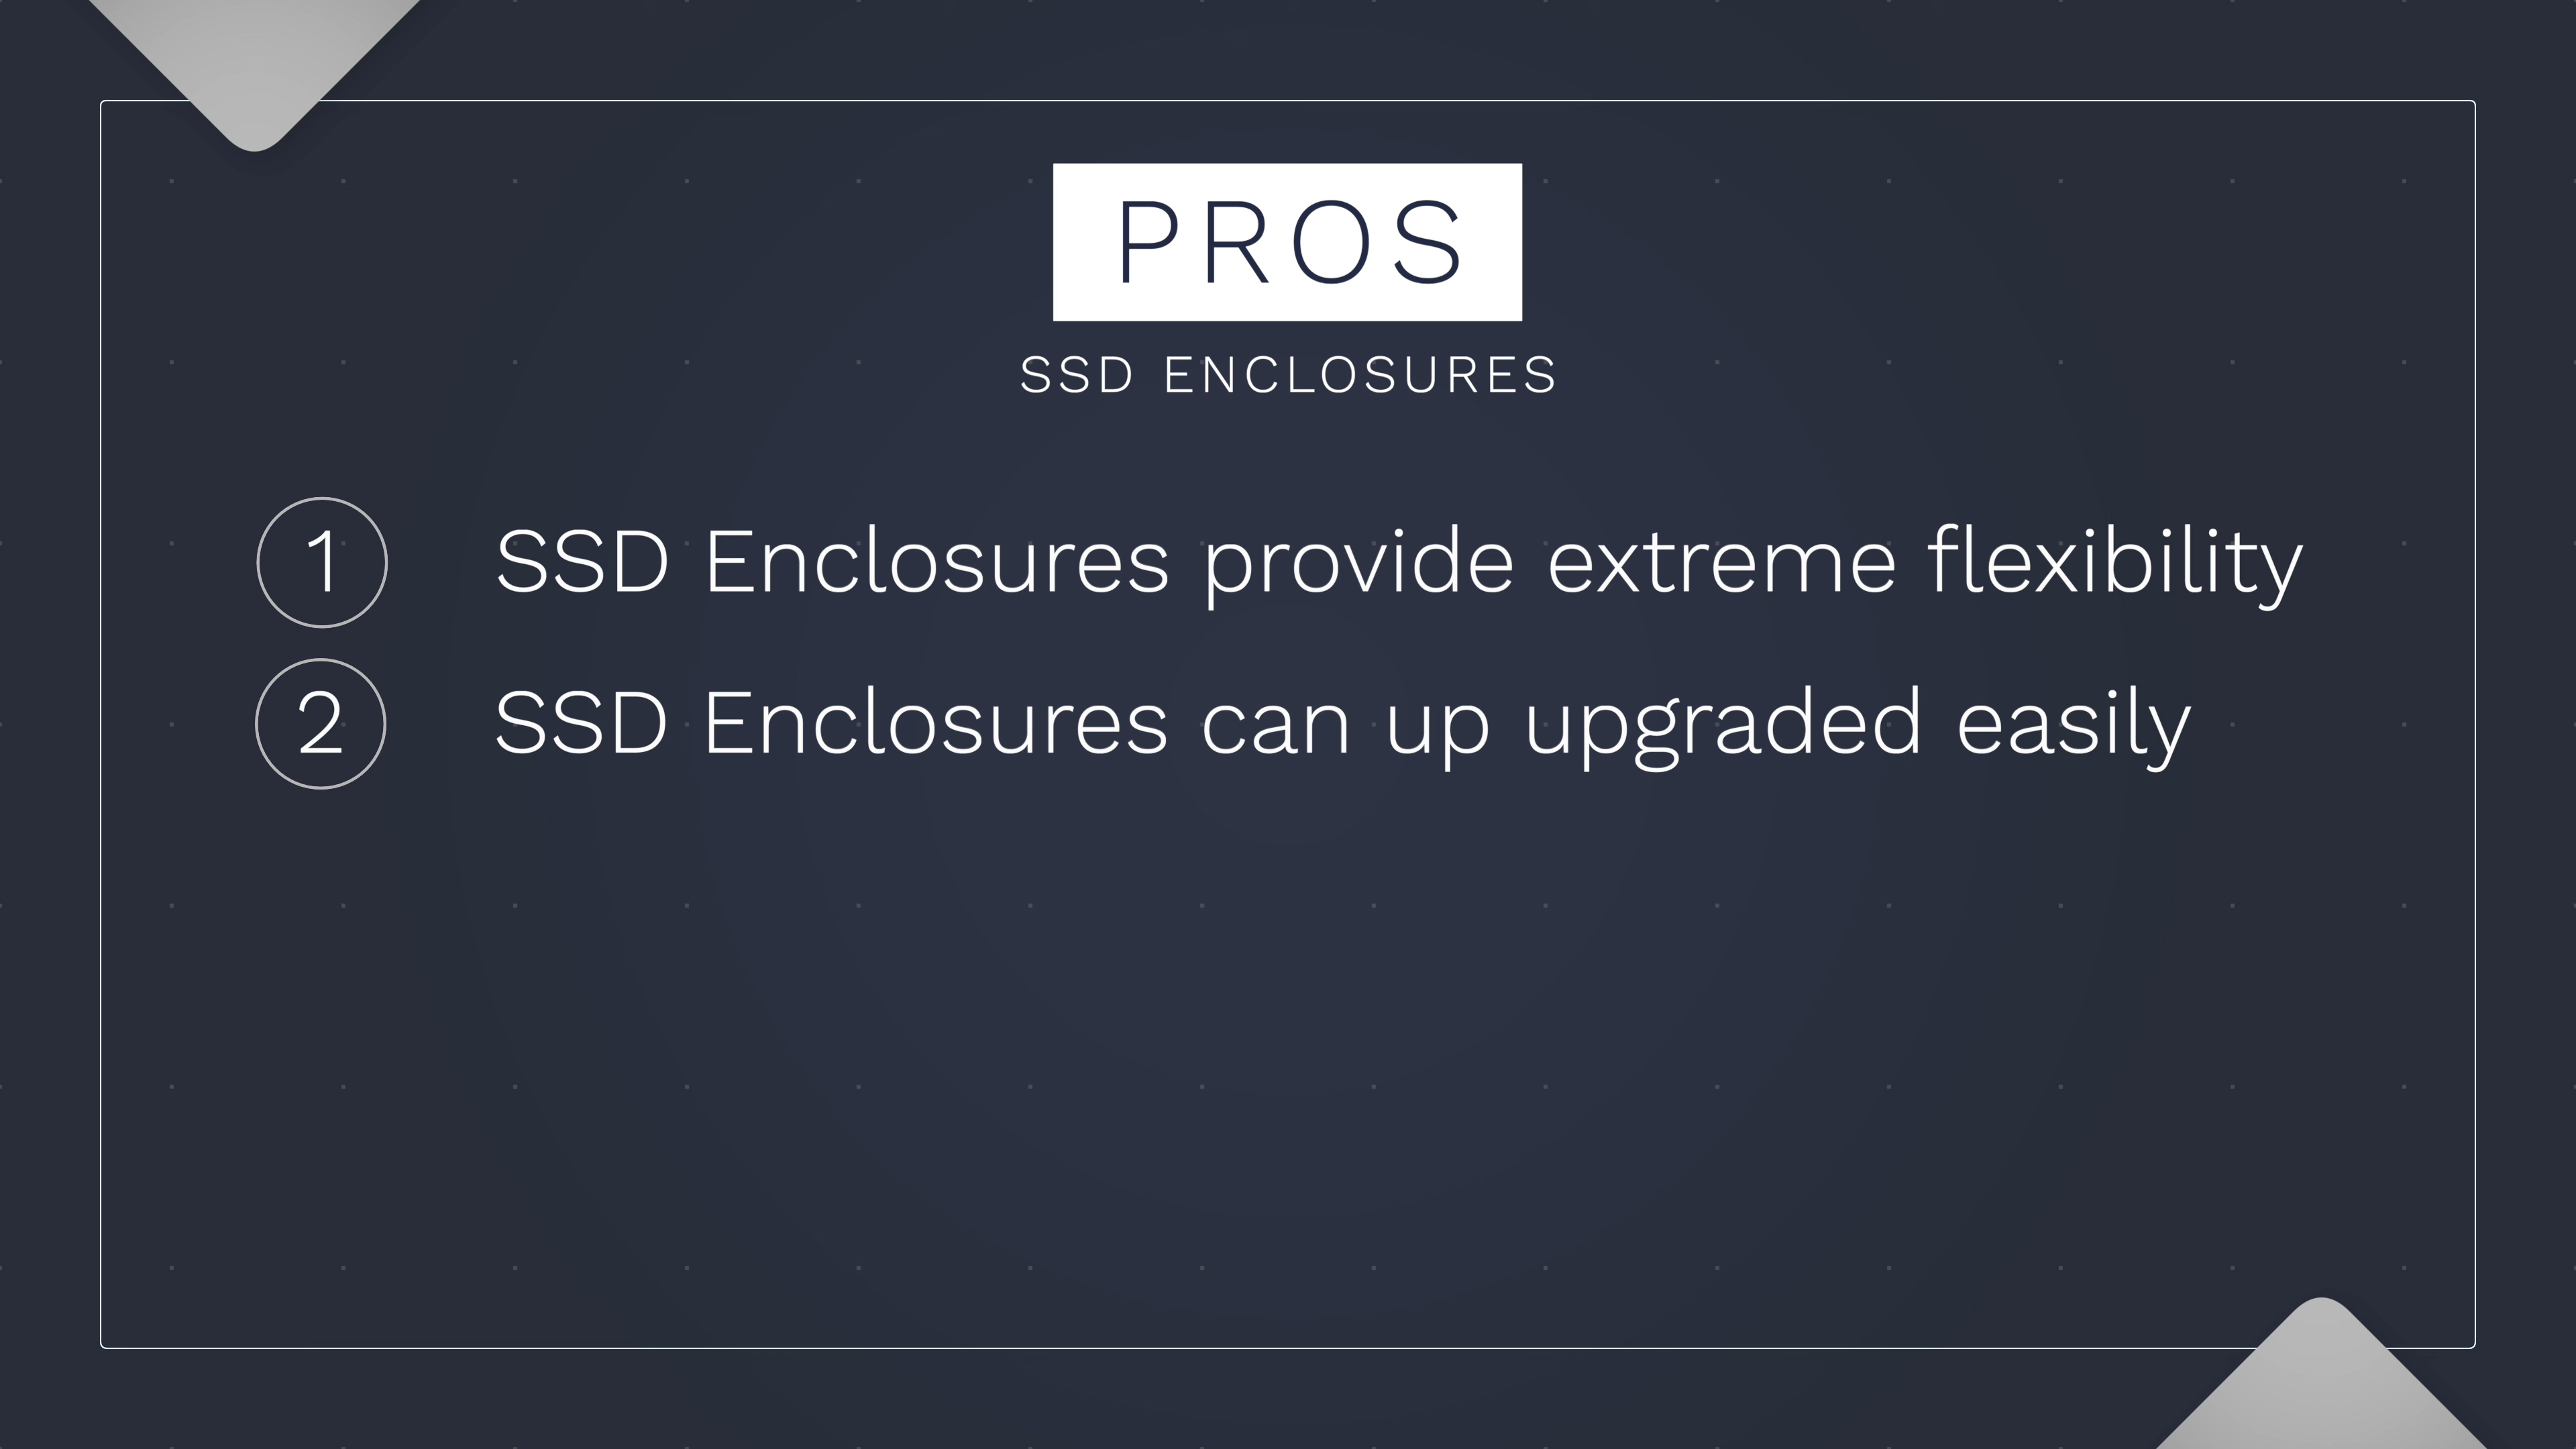 PROS
SSD ENCLOSURES
1 SSD Enclosures provide extreme flexibility
2 SSD Enclosures can up upgraded easily